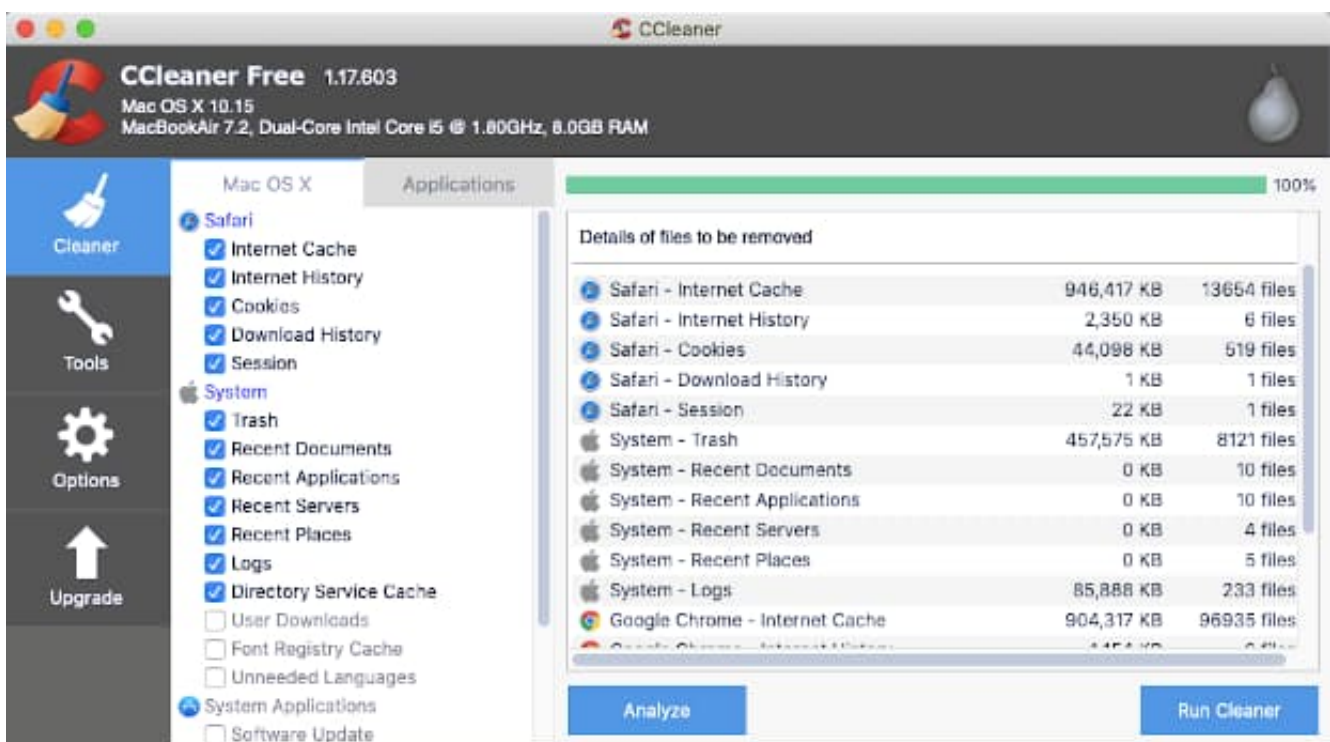 CCleaner
CCleaner Free 1.17.603
Mac OS X 10.15
MacBookAir 7.2, Dual-Core Intel Core i5 @ 1.80GHz, 8.0GB RAM
Cleaner
Tools
Options
Upgrade
Mac OS X Applications
Safari
Internet Cache
Internet History
Cookies
Download History
Session
System
Trash
Recent Documents
Recent Applications
Recent Servers
Recent Places
Logs
Directory Service Cache
User Downloads
Font Registry Cache
Unneeded Languages
System Applications
Software Update
100%
Details of files to be removed
Safari - Internet Cache 946,417 KB 13654 files
Safari - Internet History 2,350 KB 6 files
Safari - Cookies 44,098 KB 519 files
Safari - Download History 1 KB 1 files
Safari - Session 22 KB 1 files
System - Trash 457,575 KB 8121 files
System - Recent Documents 0 KB 10 files
System - Recent Applications 0 KB 10 files
System - Recent Servers 0 KB 4 files
System - Recent Places 0 KB 5 files
System - Logs 85,888 KB 233 files
Google Chrome - Internet Cache 904,317 KB 96935 files
Google Chrome - Internet History
Analyze
Run Cleaner